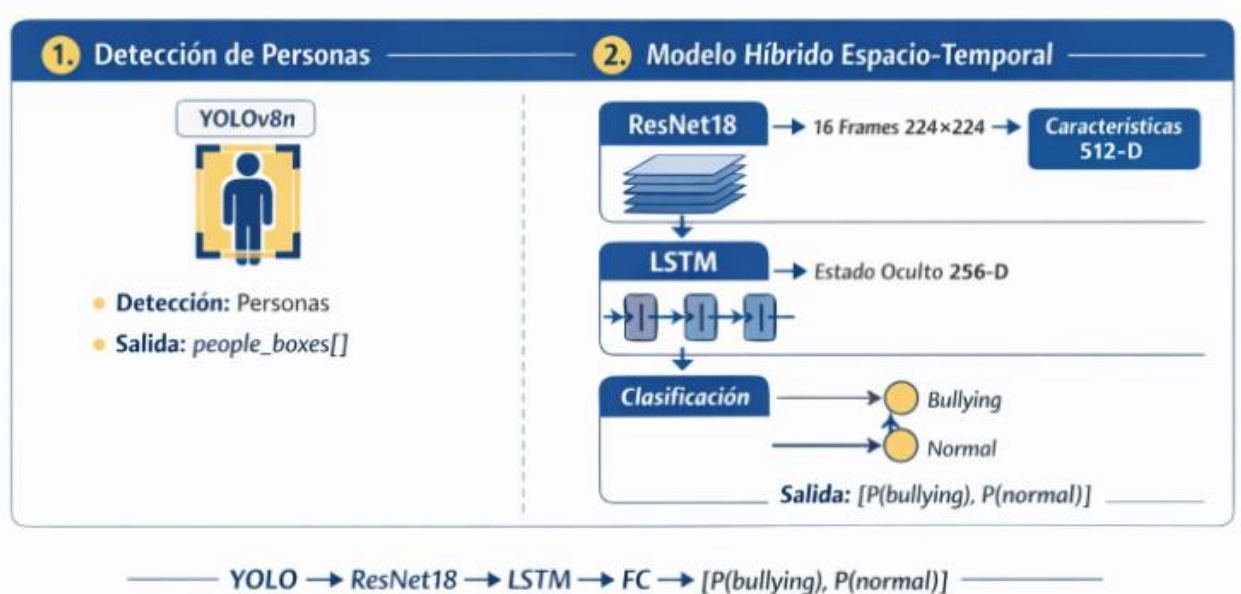 1. Detección de Personas
YOLOv8n
Detección: Personas
Salida: people_boxes[]
2. Modelo Híbrido Espacio-Temporal
ResNet18
16 Frames 224×224
Características
512-D
LSTM
Estado Oculto 256-D
Clasificación
Bullying
Normal
Salida: [P(bullying), P(normal)]
YOLO → ResNet18 → LSTM → FC → [P(bullying), P(normal)]